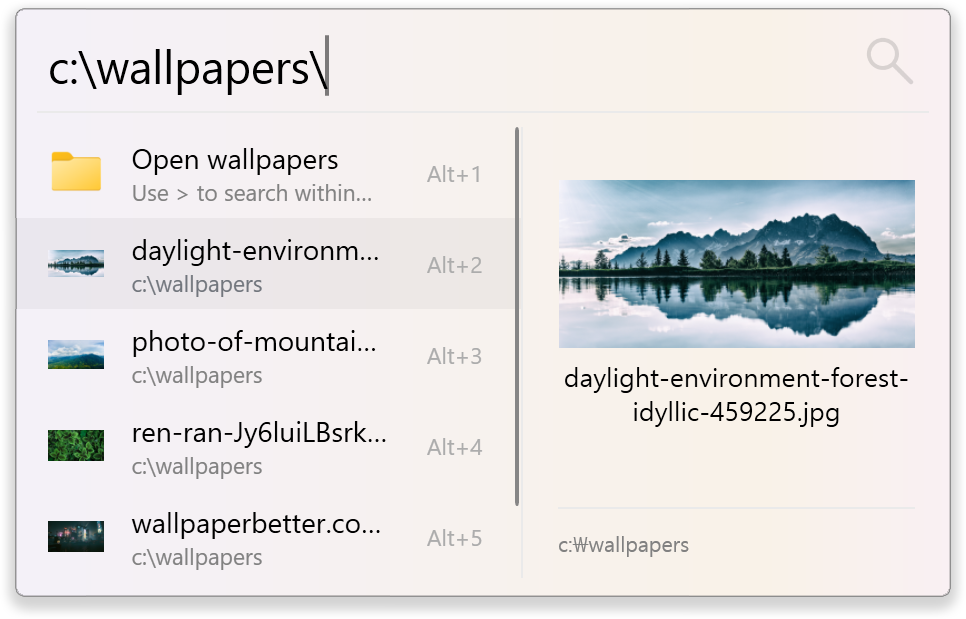 c:\wallpapers\
Open wallpapers
Use > to search within...
Alt+1
daylight-environm...
c:\wallpapers
Alt+2
photo-of-mountai...
c:\wallpapers
Alt+3
ren-ran-Jy6luiLBsrk...
c:\wallpapers
Alt+4
wallpaperbetter.co...
c:\wallpapers
Alt+5
daylight-environment-forest-
idyllic-459225.jpg
c:₩wallpapers